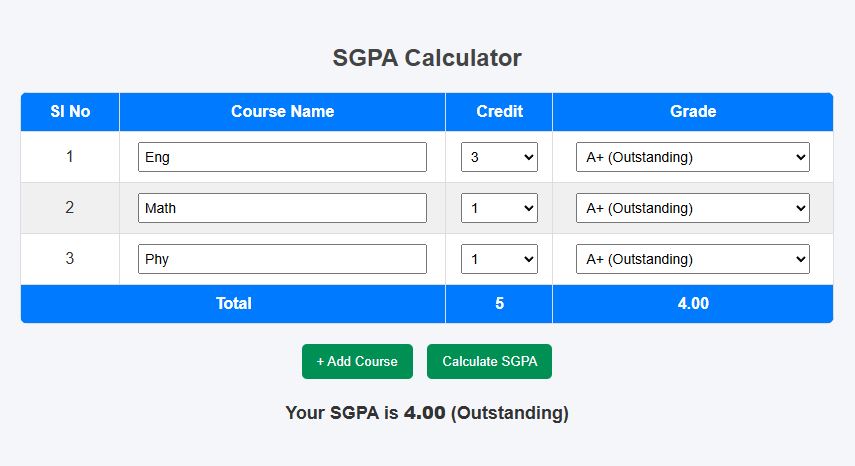 SGPA Calculator
Sl No Course Name Credit Grade
1 Eng 3 A+ (Outstanding)
2 Math 1 A+ (Outstanding)
3 Phy 1 A+ (Outstanding)
Total 5 4.00
+ Add Course Calculate SGPA
Your SGPA is 4.00 (Outstanding)